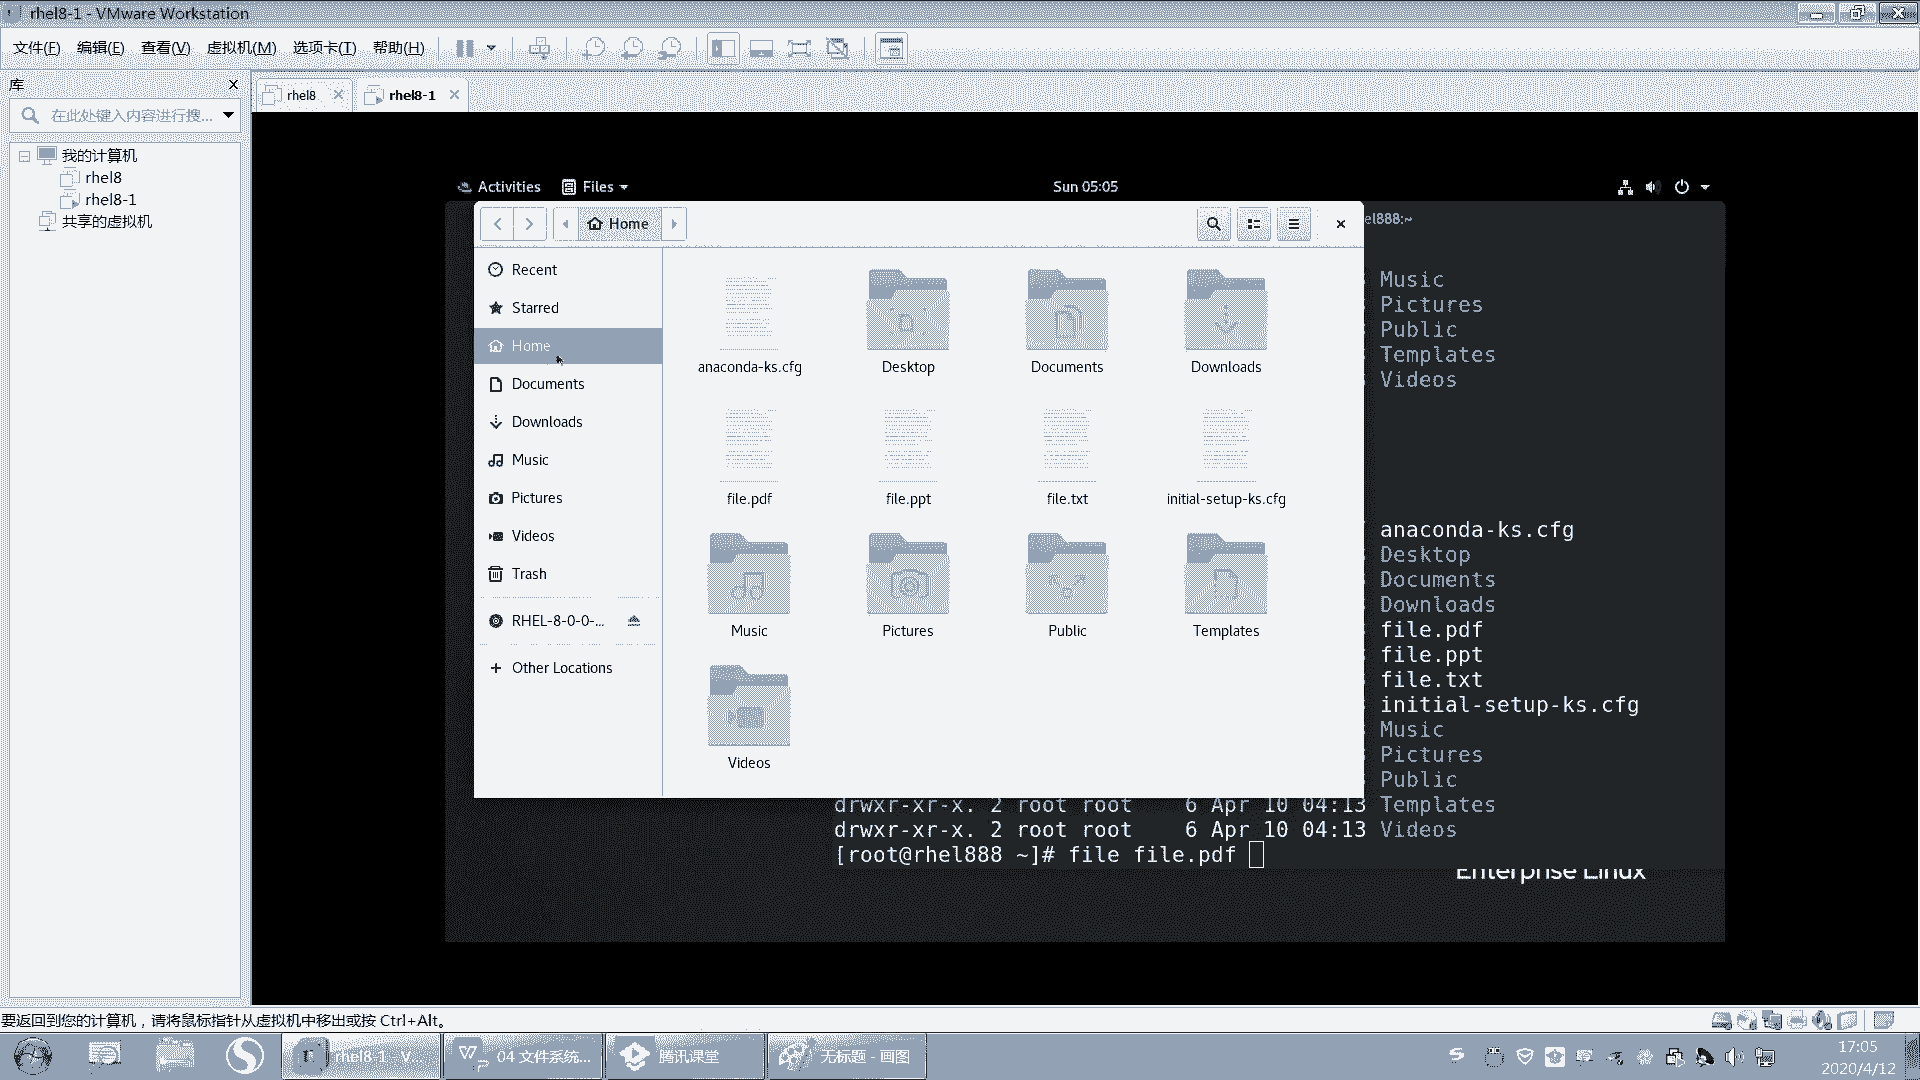 rhel8-1 - VMware Workstation
文件(F) 编辑(E) 查看(V) 虚拟机(M) 选项卡(T) 帮助(H)
库
在此处键入内容进行搜...
我的计算机
rhel8
rhel8-1
共享的虚拟机
rhel8
rhel8-1
Activities Files Sun 05:05
Home
el888:~
Recent
Starred
Home
Documents
Downloads
Music
Pictures
Videos
Trash
RHEL-8-0-0-...
Other Locations
anaconda-ks.cfg Desktop Documents Downloads
file.pdf file.ppt file.txt initial-setup-ks.cfg
Music Pictures Public Templates
Videos
Music
Pictures
Public
Templates
Videos
anaconda-ks.cfg
Desktop
Documents
Downloads
file.pdf
file.ppt
file.txt
initial-setup-ks.cfg
Music
Pictures
Public
drwxr-xr-x. 2 root root 6 Apr 10 04:13 Templates
drwxr-xr-x. 2 root root 6 Apr 10 04:13 Videos
[root@rhel888 ~]# file file.pdf
Enterprise Linux
要返回到您的计算机，请将鼠标指针从虚拟机中移出或按 Ctrl+Alt。
rhel8-1 - V...
04 文件系统...
腾讯课堂
无标题 - 画图
17:05
2020/4/12